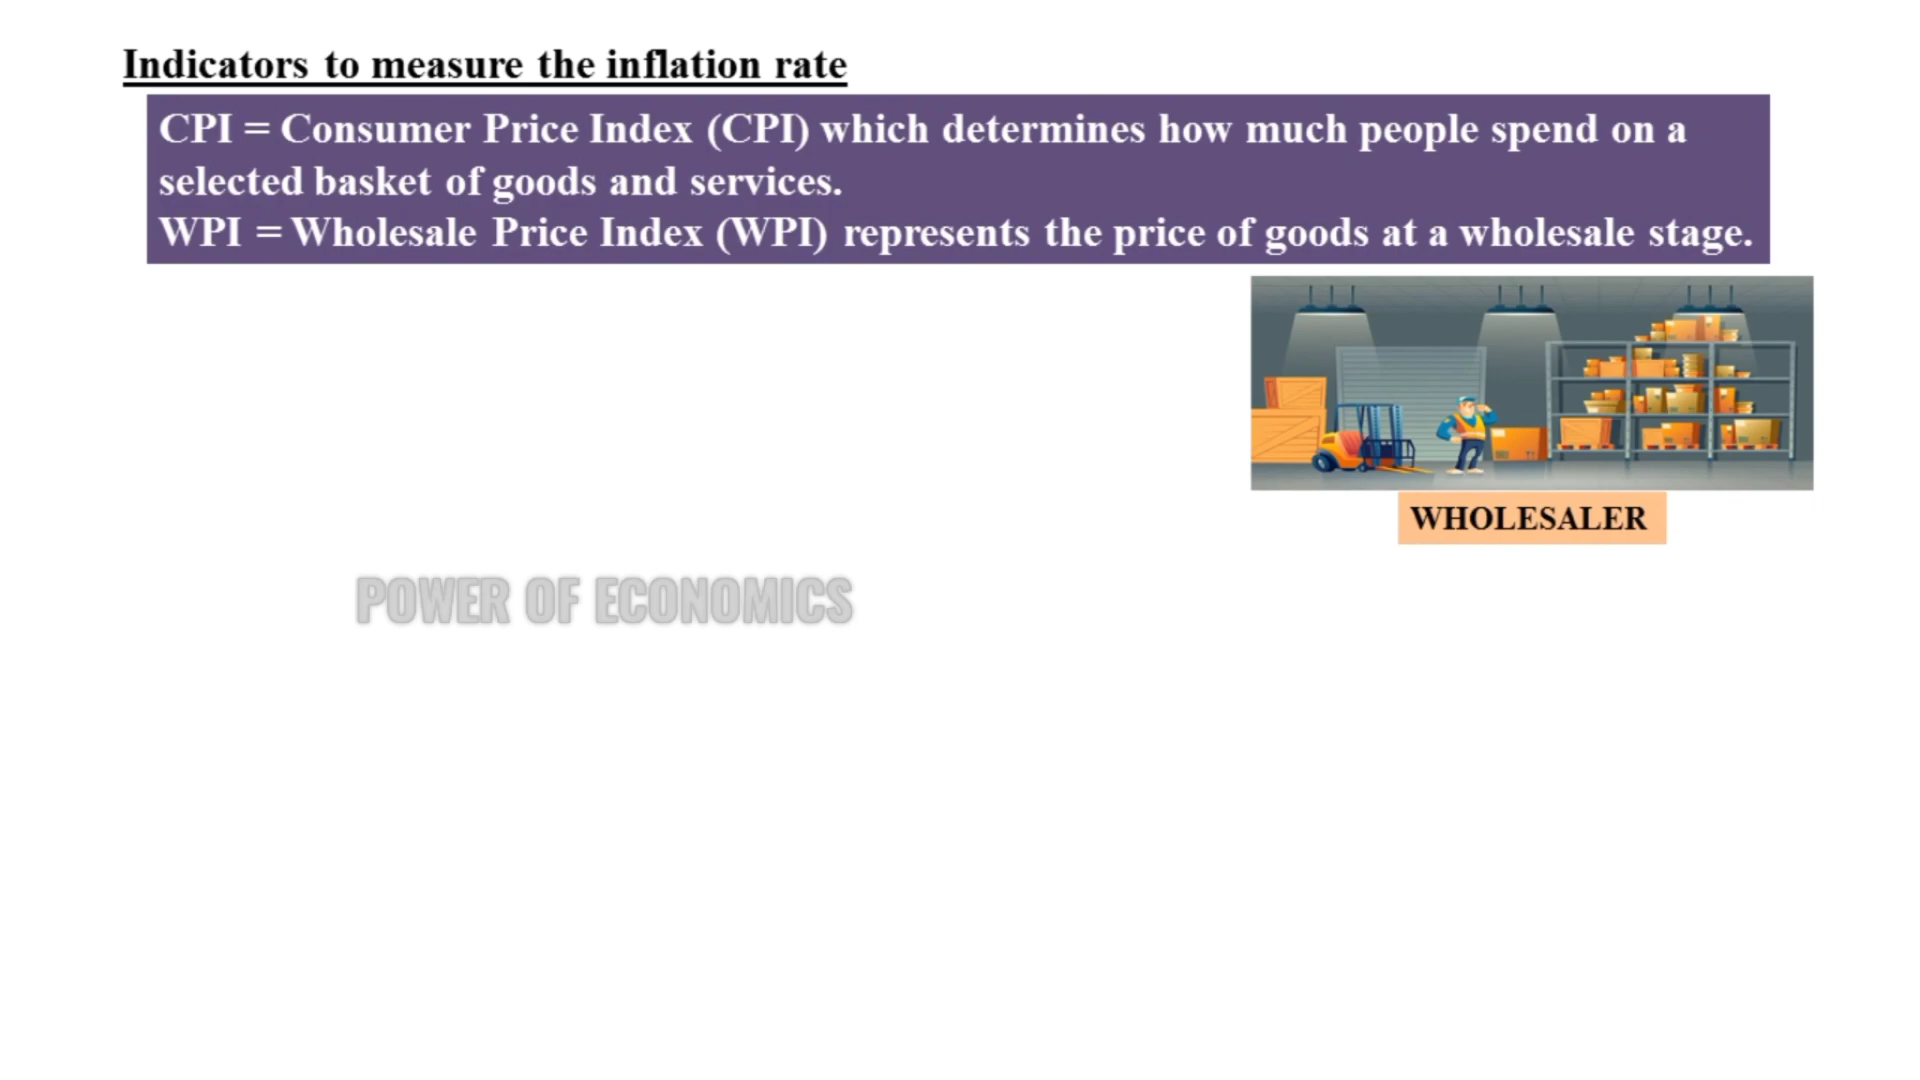 Indicators to measure the inflation rate
CPI = Consumer Price Index (CPI) which determines how much people spend on a
selected basket of goods and services.
WPI = Wholesale Price Index (WPI) represents the price of goods at a wholesale stage.
WHOLESALER
POWER OF ECONOMICS